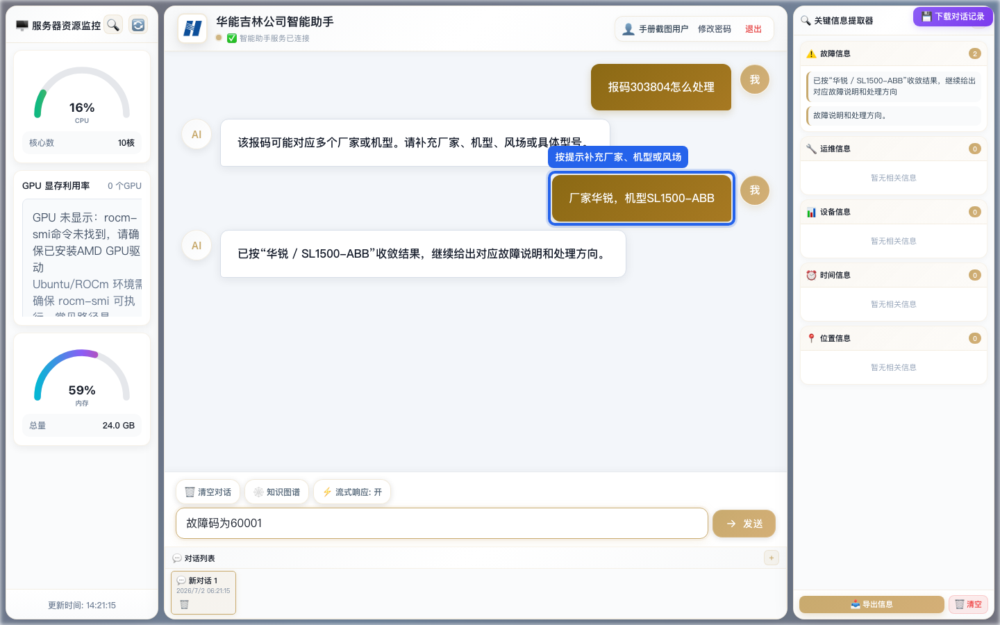 服务器资源监控
16%
CPU
核心数 10核
GPU 显存利用率 0 个GPU
GPU 未显示：rocm-
smi命令未找到，请确
保已安装AMD GPU驱
动
Ubuntu/ROCm 环境需
确保 rocm-smi 可执
59%
内存
总量 24.0 GB
更新时间: 14:21:15
华能吉林公司智能助手
✅ 智能助手服务已连接
手册截图用户 修改密码 退出
报码303804怎么处理
我
AI
该报码可能对应多个厂家或机型。请补充厂家、机型、风场或具体型号。
按提示补充厂家、机型或风场
厂家华锐，机型SL1500-ABB
我
AI
已按“华锐 / SL1500-ABB”收敛结果，继续给出对应故障说明和处理方向。
清空对话
知识图谱
流式响应: 开
故障码为60001
→ 发送
对话列表
+
新对话 1
2026/7/2 06:21:15
关键信息提取器
下载对话记录
故障信息 2
已按“华锐 / SL1500-ABB”收敛结果，继续给出
对应故障说明和处理方向
故障说明和处理方向。
运维信息 0
暂无相关信息
设备信息 0
暂无相关信息
时间信息 0
暂无相关信息
位置信息 0
暂无相关信息
导出信息
清空